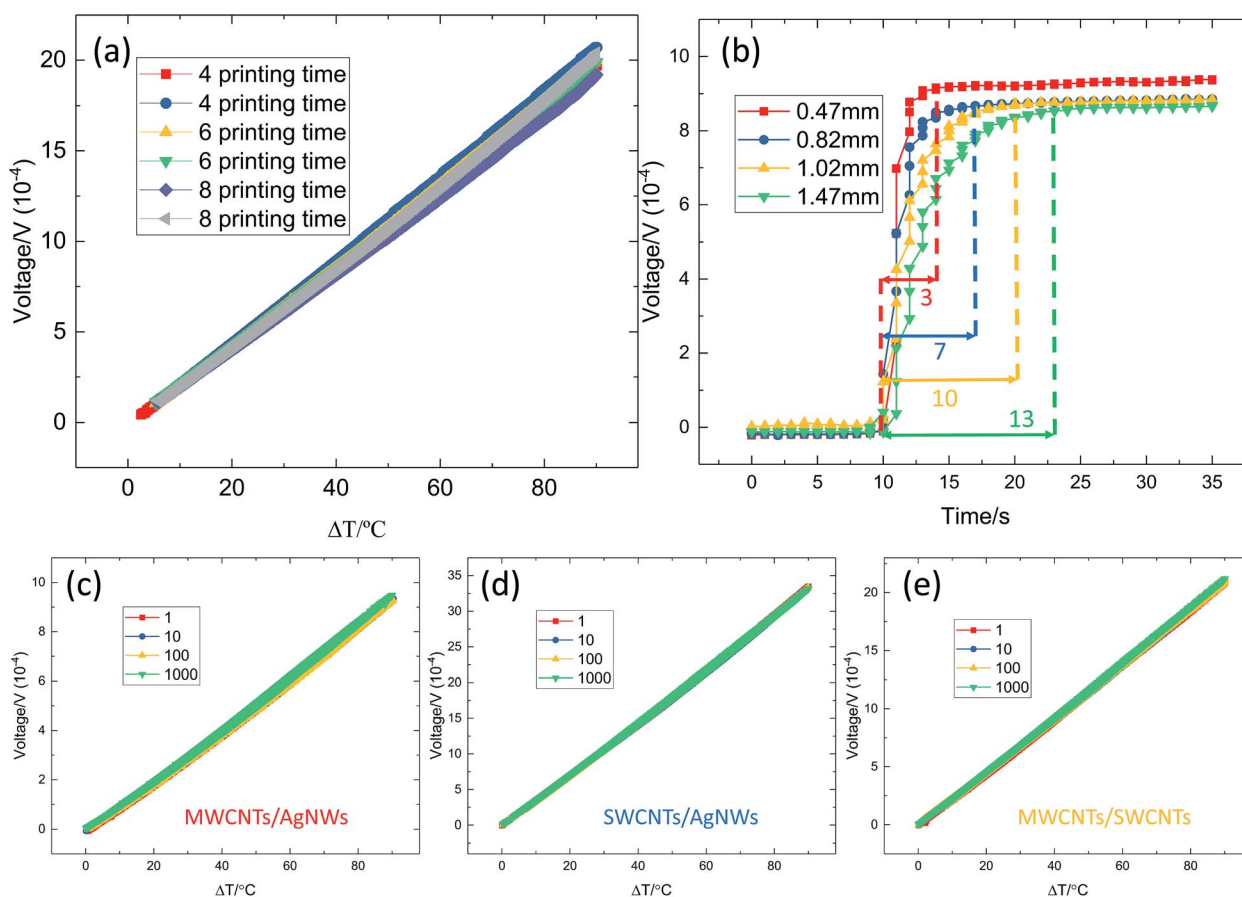 (a)
4 printing time
4 printing time
6 printing time
6 printing time
8 printing time
8 printing time
20
15
10
5
0
Voltage/V (10⁻⁴)
0 20 40 60 80
ΔT/ºC
(b)
0.47mm
0.82mm
1.02mm
1.47mm
10
8
6
4
2
0
Voltage/V (10⁻⁴)
3
7
10
13
0 5 10 15 20 25 30 35
Time/s
(c)
1
10
100
1000
10
8
6
4
2
0
Voltage/V (10⁻⁴)
MWCNTs/AgNWs
0 20 40 60 80
ΔT/°C
(d)
1
10
100
1000
35
30
25
20
15
10
5
0
Voltage/V (10⁻⁴)
SWCNTs/AgNWs
0 20 40 60 80
ΔT/°C
(e)
1
10
100
1000
20
15
10
5
0
Voltage/V (10⁻⁴)
MWCNTs/SWCNTs
0 20 40 60 80
ΔT/°C